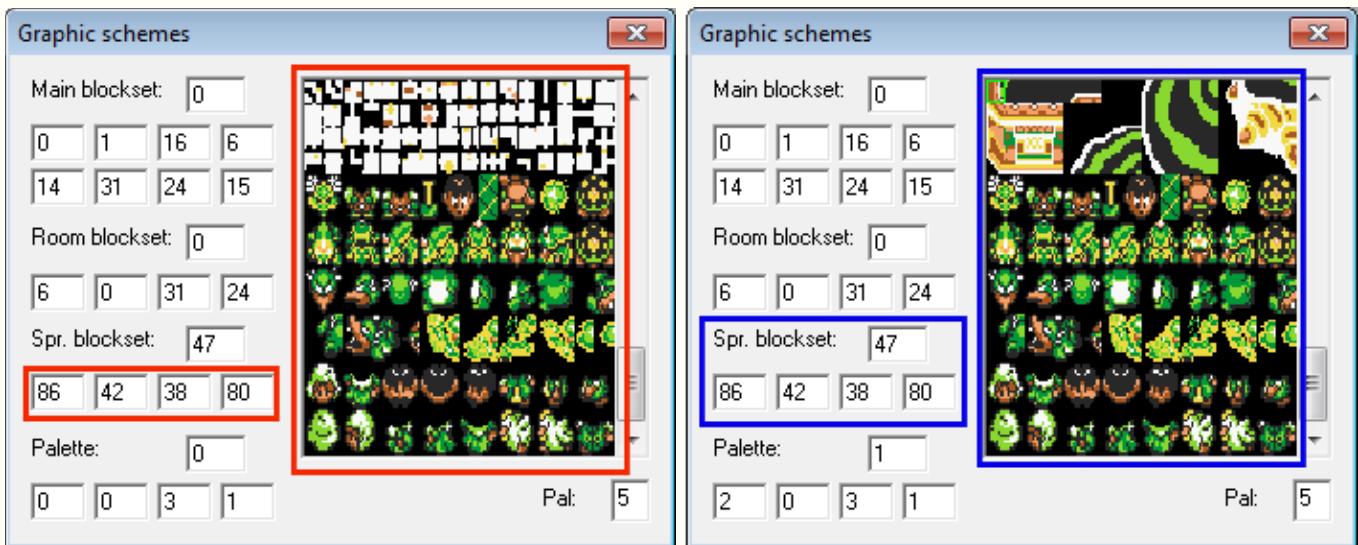 Graphic schemes
Main blockset: 0
0 1 16 6
14 31 24 15
Room blockset: 0
6 0 31 24
Spr. blockset: 47
86 42 38 80
Palette: 0
0 0 3 1
Pal: 5
Graphic schemes
Main blockset: 0
0 1 16 6
14 31 24 15
Room blockset: 0
6 0 31 24
Spr. blockset: 47
86 42 38 80
Palette: 1
2 0 3 1
Pal: 5